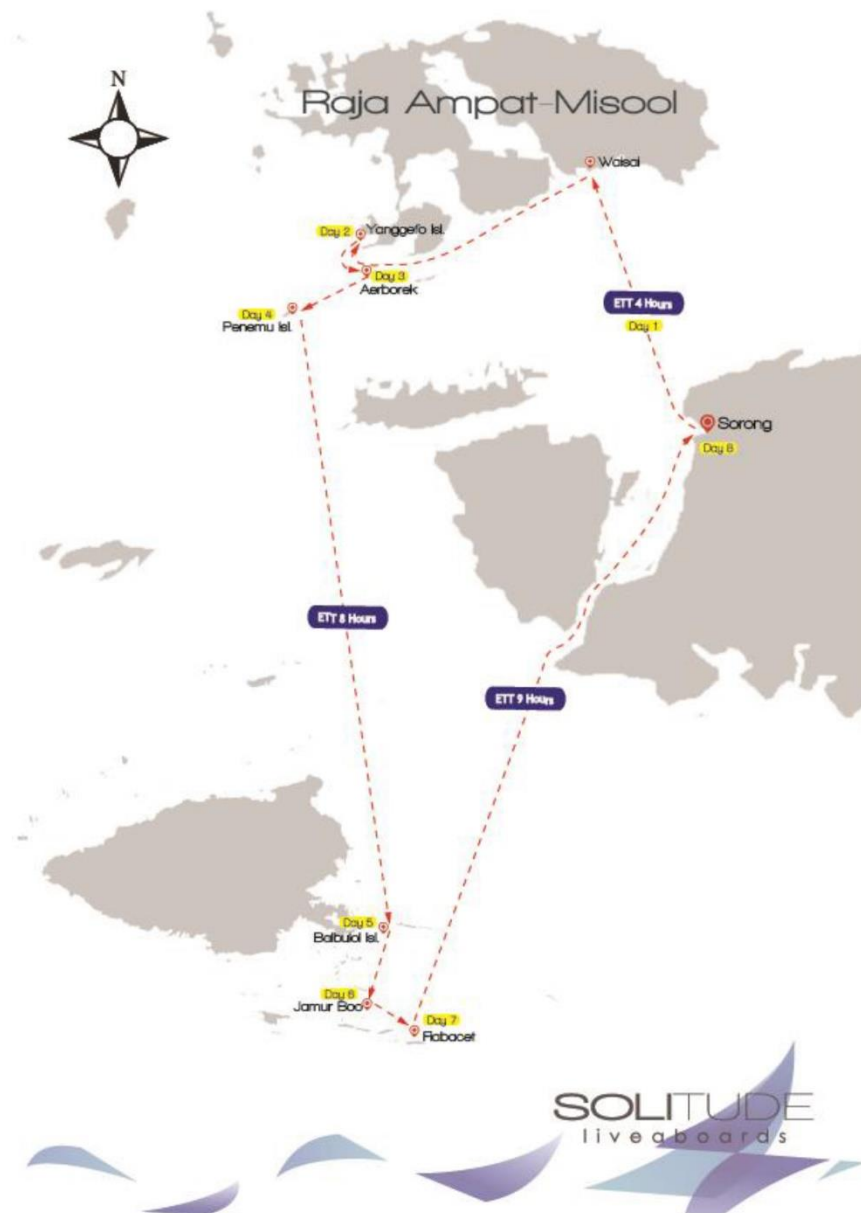 N
Raja Ampat-Misool
Waisai
Day 2
Yanggefo Isl.
Day 3
Aerborek
Day 4
Penemu Isl.
ETT 4 Hours
Day 1
Sorong
Day 8
ETT 8 Hours
ETT 9 Hours
Day 5
Balbulol Isl.
Day 6
Jamur Boo
Day 7
Fiabacet
SOLITUDE
liveaboards